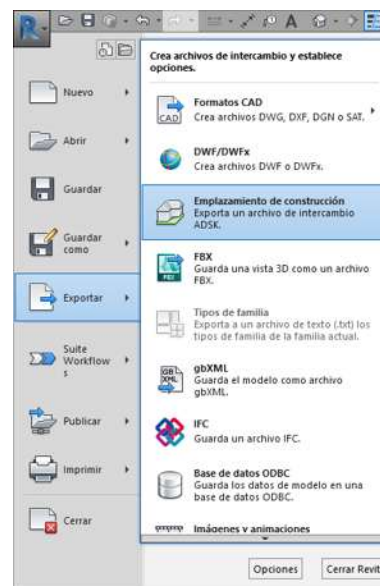 R
A
Nuevo
Abrir
Guardar
Guardar
como
Exportar
Suite
Workflow
s
Publicar
Imprimir
Cerrar
Crea archivos de intercambio y establece
opciones.
CAD
Formatos CAD
Crea archivos DWG, DXF, DGN o SAT.
DWF/DWFx
Crea archivos DWF o DWFx.
Emplazamiento de construcción
Exporta un archivo de intercambio
ADSK.
FBX
FBX
Guarda una vista 3D como un archivo
FBX.
Tipos de familia
Exporta a un archivo de texto (.txt) los
tipos de familia de la familia actual.
GB
XML
gbXML
Guarda el modelo como archivo
gbXML.
IFC
Guarda un archivo IFC.
Base de datos ODBC
Guarda los datos de modelo en una
base de datos ODBC.
Imágenes y animaciones
Opciones
Cerrar Revit